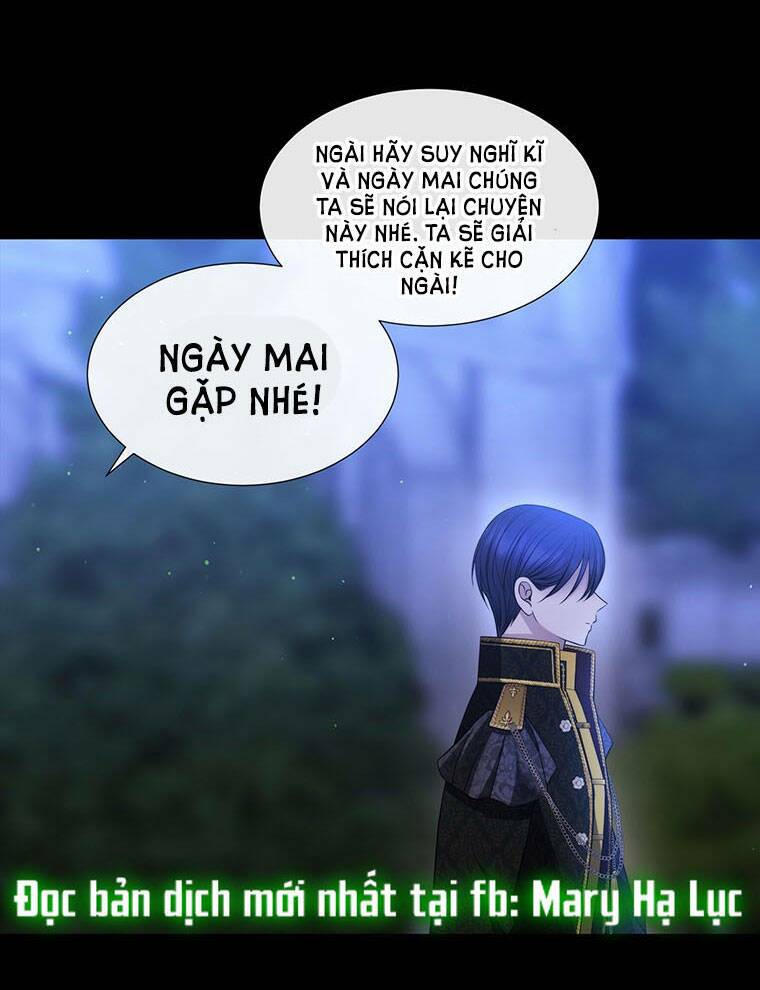 NGÀI HÃY SUY NGHĨ KĨ
VÀ NGÀY MAI CHÚNG
TA SẼ NÓI LẠI CHUYỆN
NÀY NHÉ. TA SẼ GIẢI
THÍCH CẶN KẼ CHO
NGÀI!
NGÀY MAI
GẶP NHÉ!
Đọc bản dịch mới nhất tại fb: Mary Hạ Lục